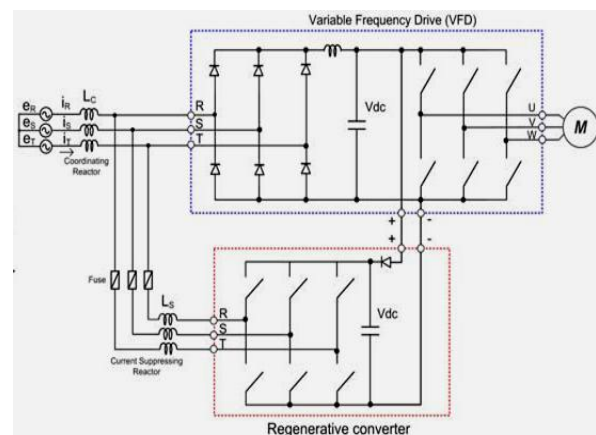 Variable Frequency Drive (VFD)
eR iR LC
eS iS
eT iT
Coordinating
Reactor
R
S
T
Vdc
U
V
W
M
+ -
+ -
Fuse
LS
R
S
T
Vdc
Current Suppressing
Reactor
Regenerative converter